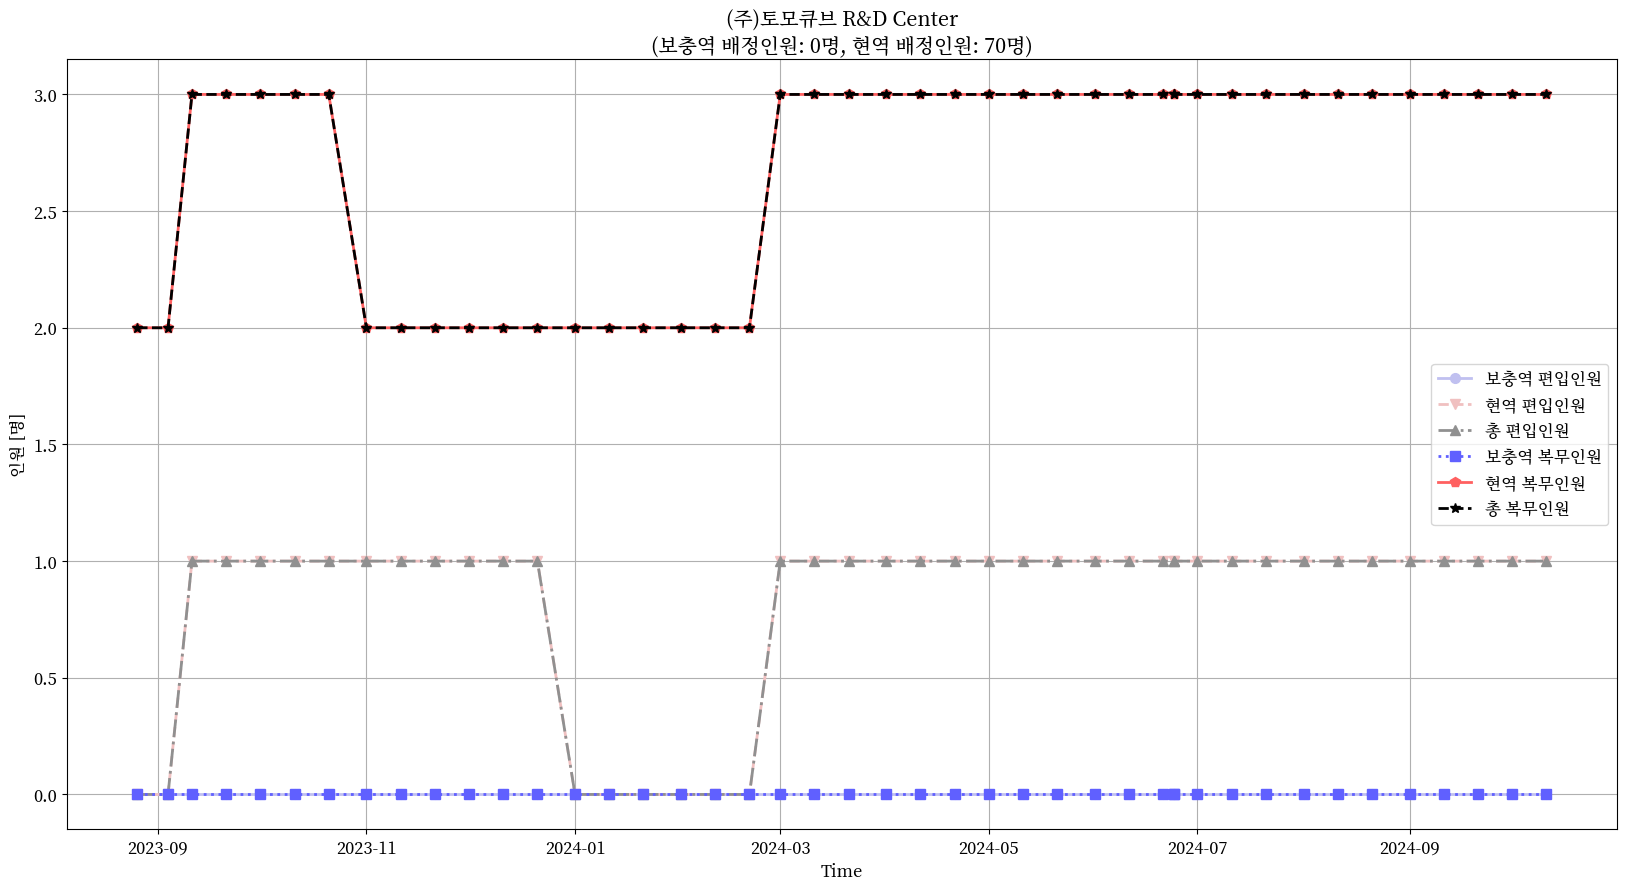 (주)토모큐브 R&D Center
(보충역 배정인원: 0명, 현역 배정인원: 70명)
3.0
2.5
2.0
1.5
1.0
0.5
0.0
인원 [명]
보충역 편입인원
현역 편입인원
총 편입인원
보충역 복무인원
현역 복무인원
총 복무인원
2023-09
2023-11
2024-01
2024-03
2024-05
2024-07
2024-09
Time